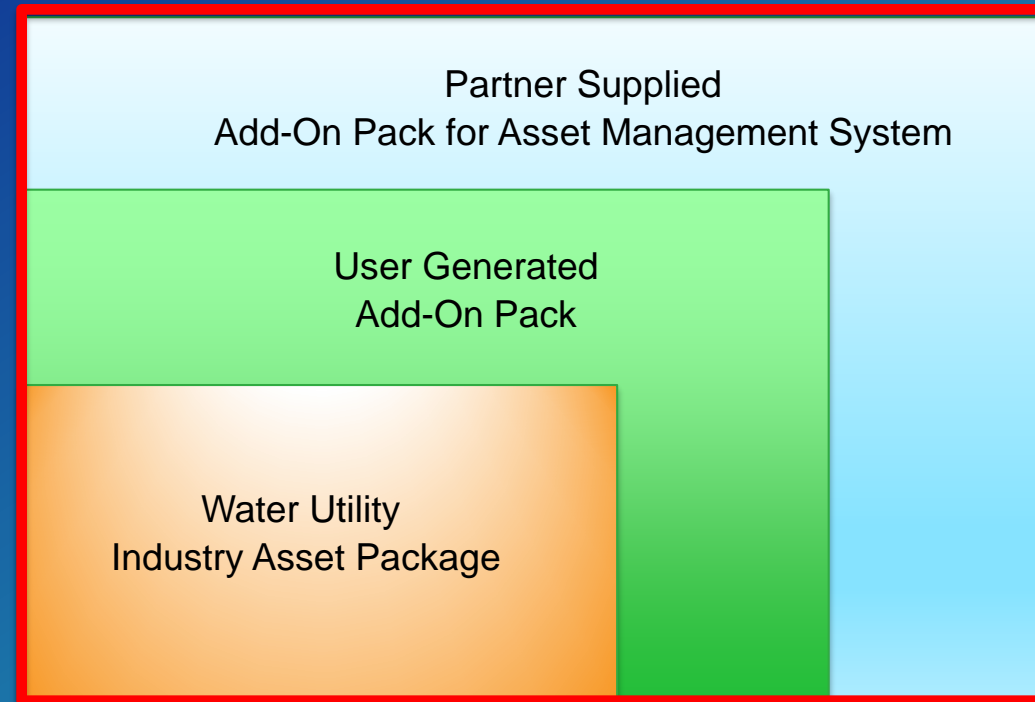 Partner Supplied
Add-On Pack for Asset Management System
User Generated
Add-On Pack
Water Utility
Industry Asset Package